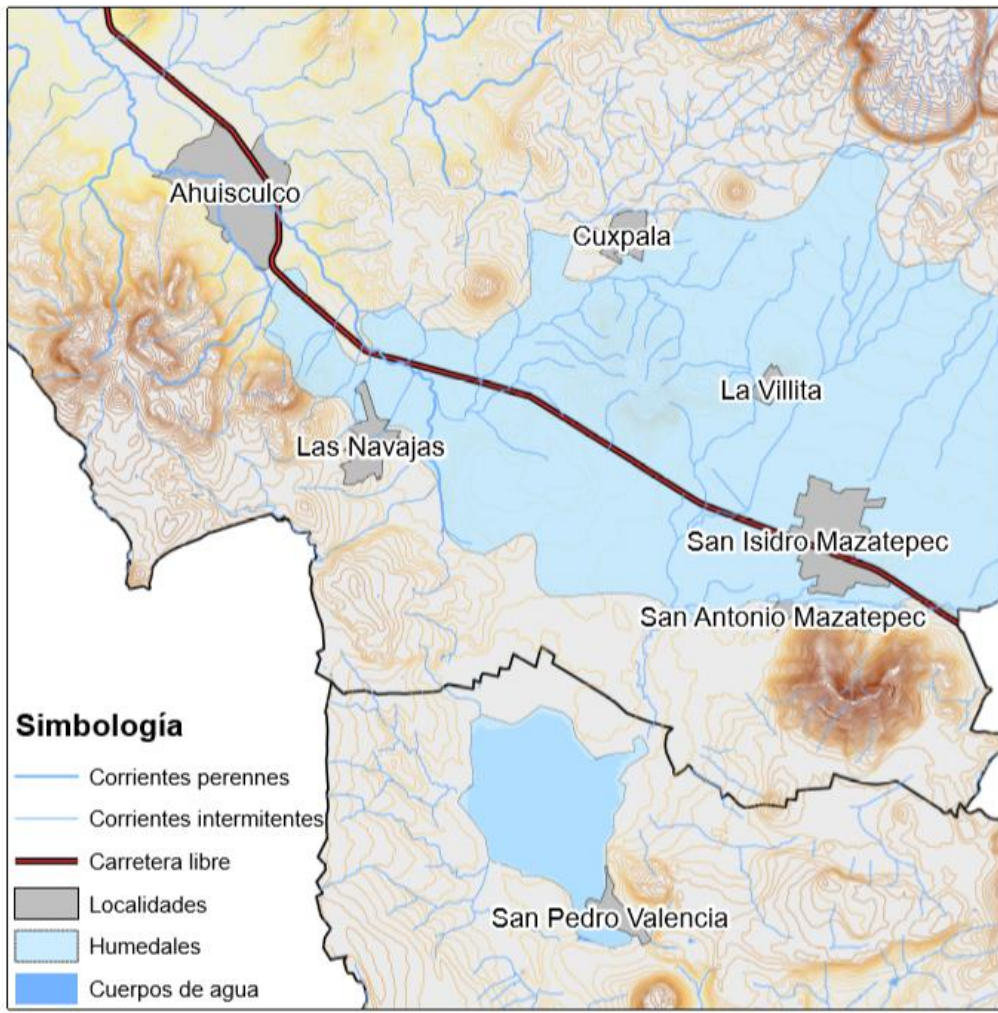 Ahuisculco
Cuxpala
La Villita
Las Navajas
San Isidro Mazatepec
San Antonio Mazatepec
Simbología
Corrientes perennes
Corrientes intermitentes
Carretera libre
Localidades
San Pedro Valencia
Humedales
Cuerpos de agua